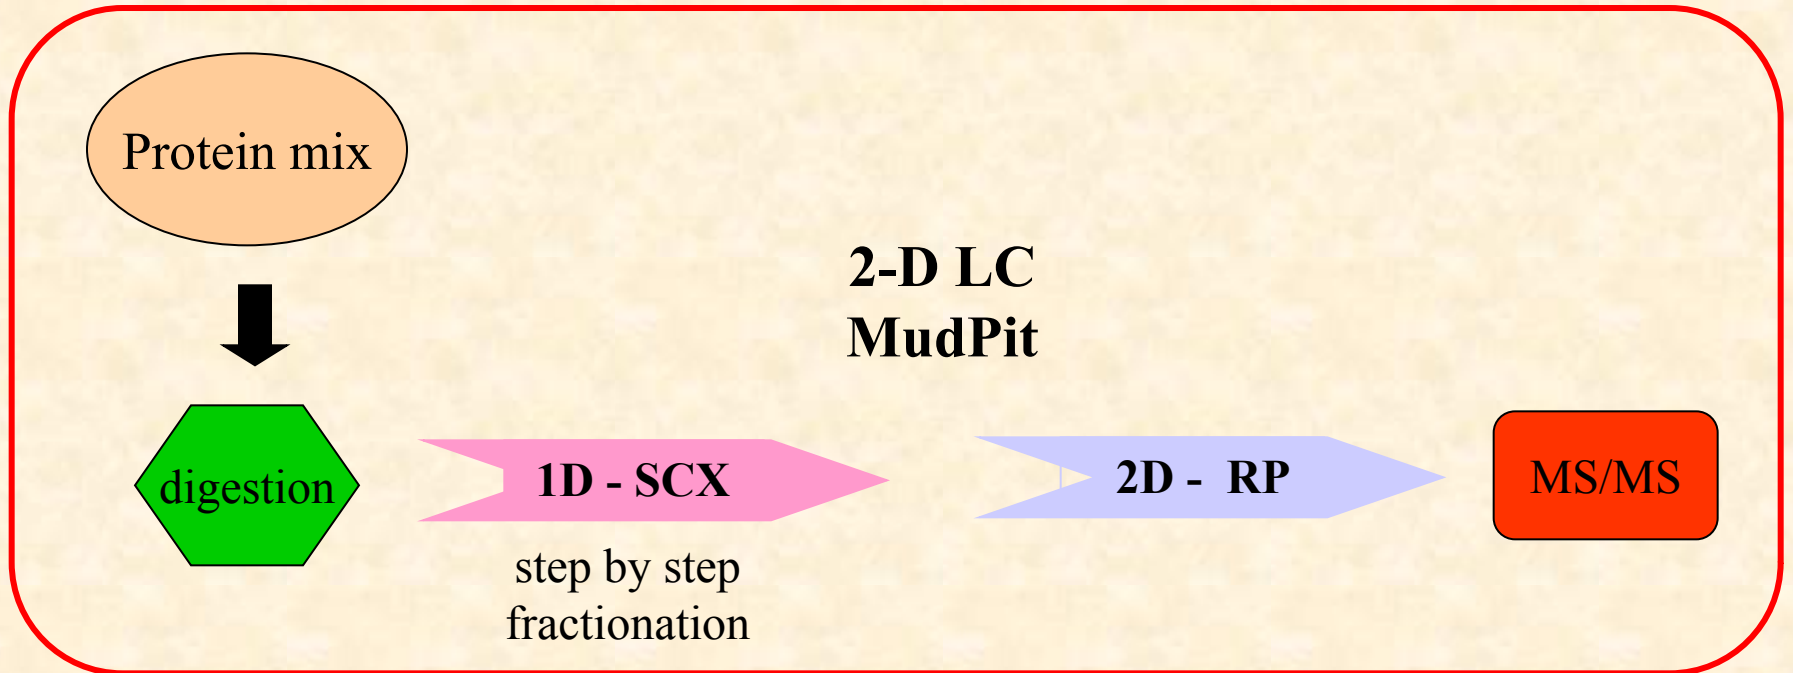 Protein mix
2-D LC
MudPit
digestion
1D - SCX
2D - RP
MS/MS
step by step
fractionation